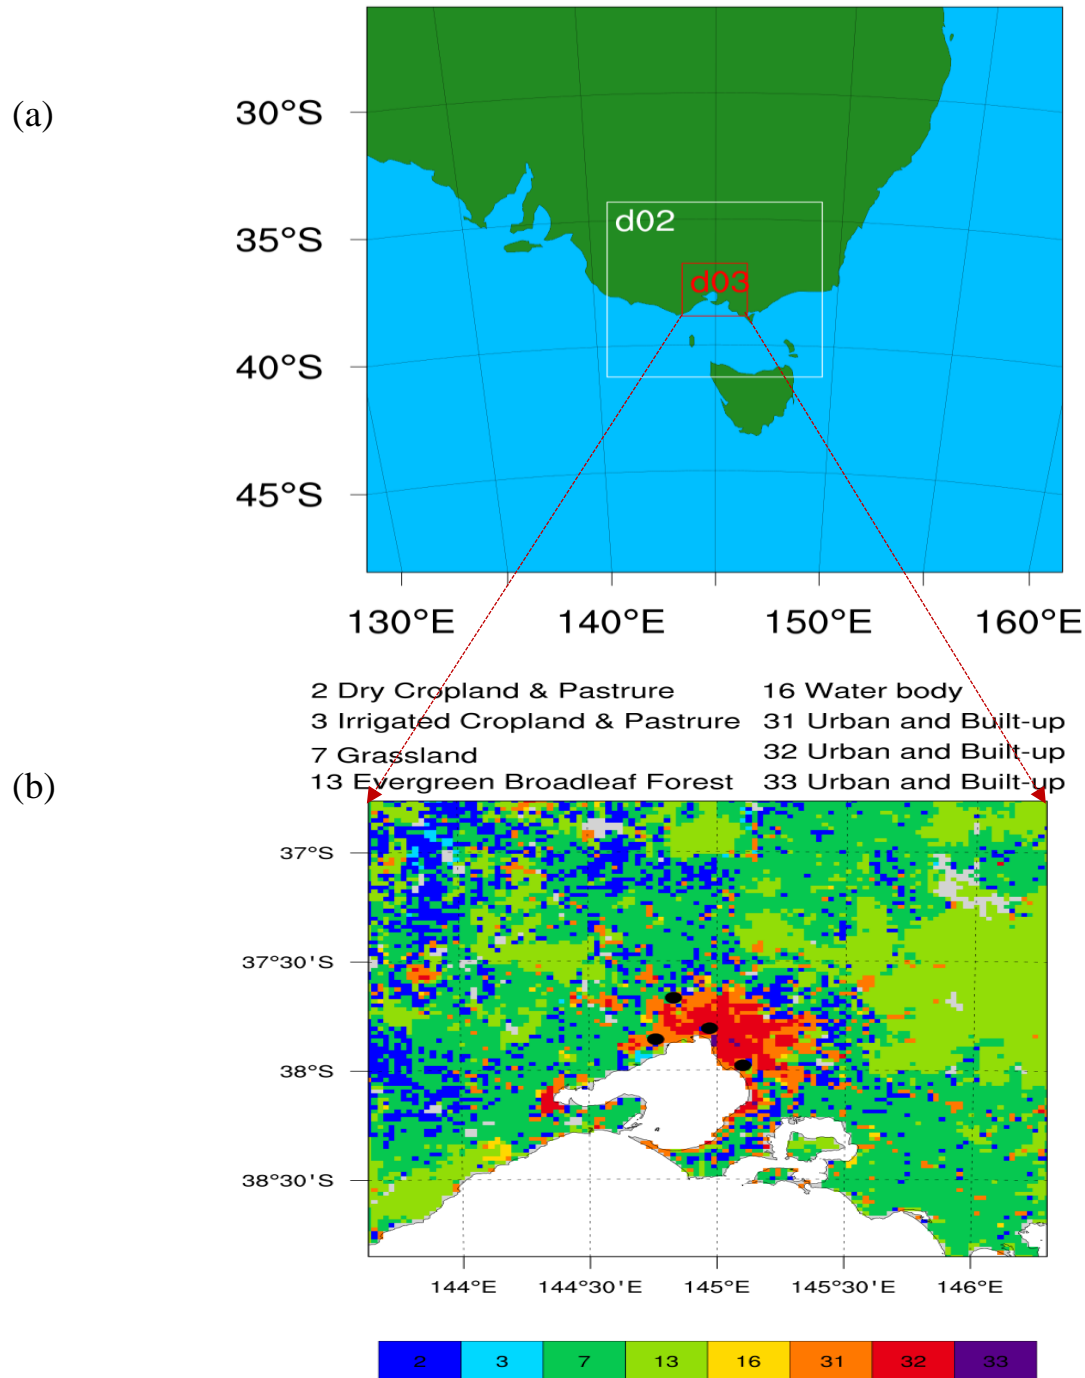 (a)
30°S
35°S
40°S
45°S
d02
d03
130°E 140°E 150°E 160°E
2 Dry Cropland & Pastrure
3 Irrigated Cropland & Pastrure
7 Grassland
13 Evergreen Broadleaf Forest
16 Water body
31 Urban and Built-up
32 Urban and Built-up
33 Urban and Built-up
(b)
37°S
37°30'S
38°S
38°30'S
144°E 144°30'E 145°E 145°30'E 146°E
2 3 7 13 16 31 32 33